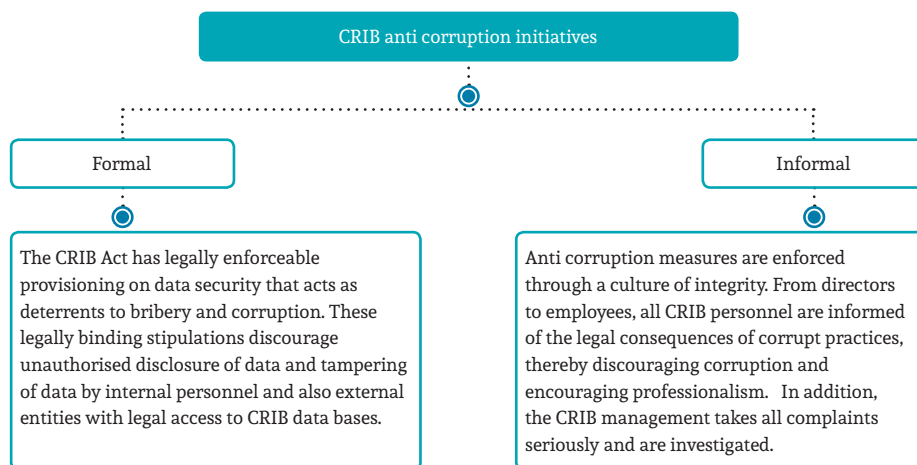 CRIB anti corruption initiatives
Formal
Informal
The CRIB Act has legally enforceable
provisioning on data security that acts as
deterrents to bribery and corruption. These
legally binding stipulations discourage
unauthorised disclosure of data and tampering
of data by internal personnel and also external
entities with legal access to CRIB data bases.
Anti corruption measures are enforced
through a culture of integrity. From directors
to employees, all CRIB personnel are informed
of the legal consequences of corrupt practices,
thereby discouraging corruption and
encouraging professionalism.   In addition,
the CRIB management takes all complaints
seriously and are investigated.